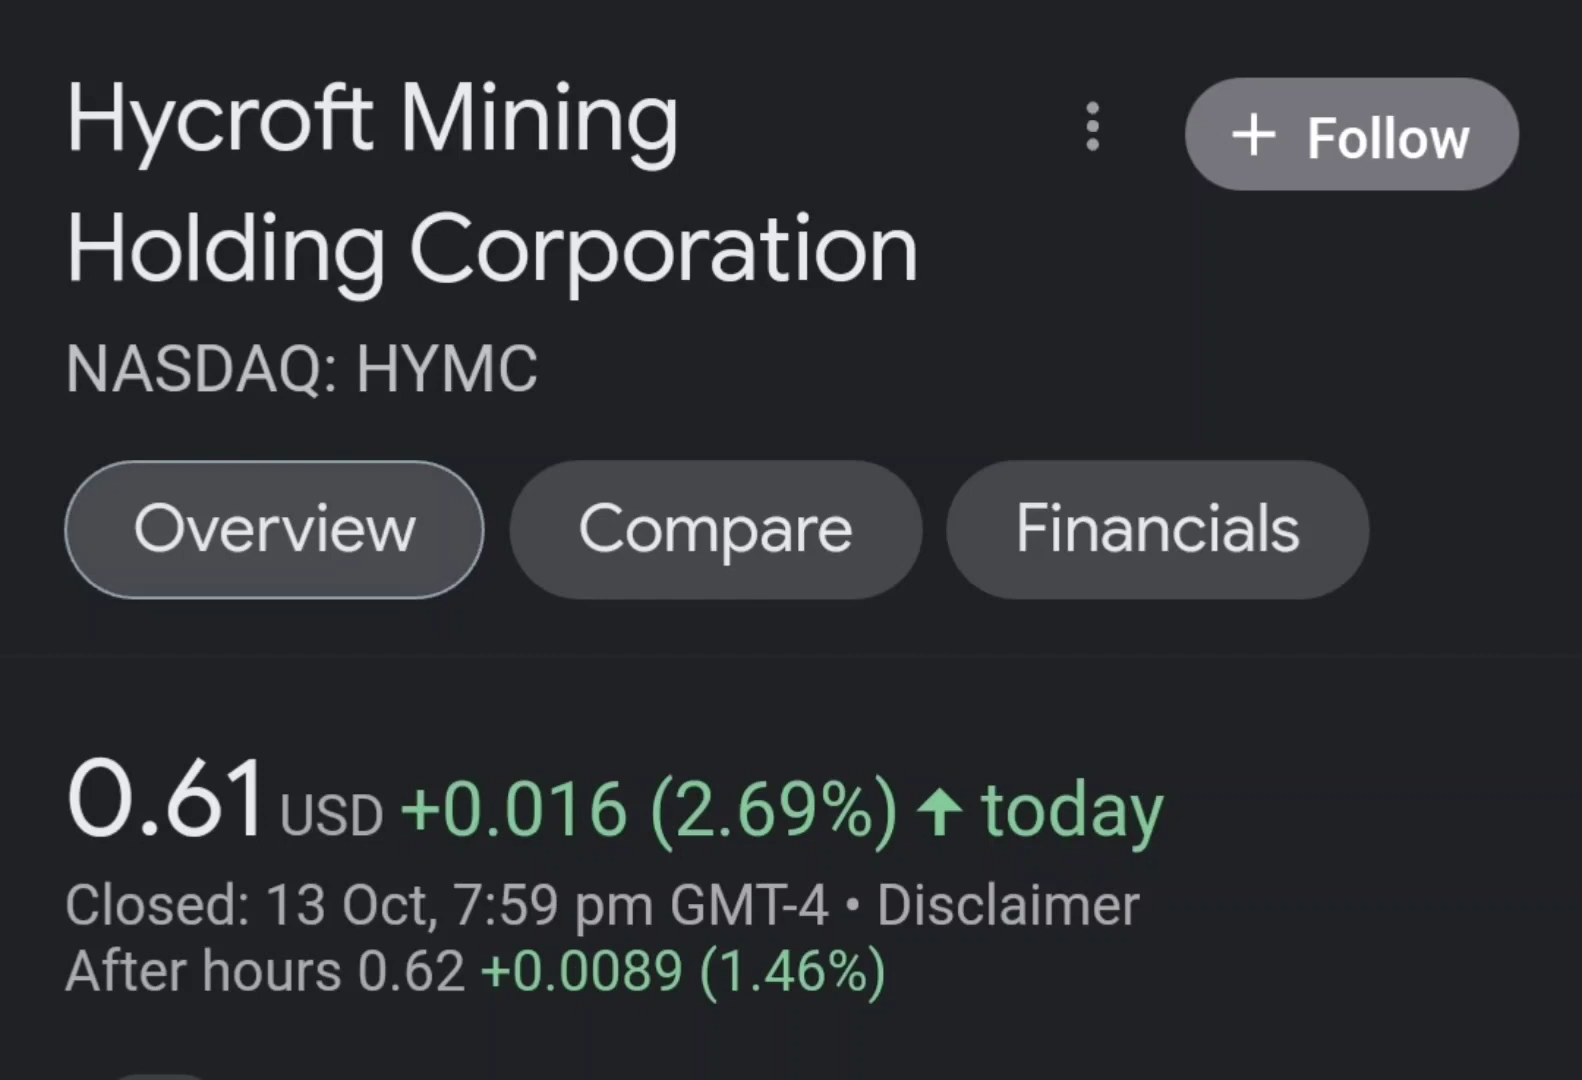 Hycroft Mining
Holding Corporation
+ Follow
NASDAQ: HYMC
Overview
Compare
Financials
0.61 USD +0.016 (2.69%) ↑ today
Closed: 13 Oct, 7:59 pm GMT-4 • Disclaimer
After hours 0.62 +0.0089 (1.46%)